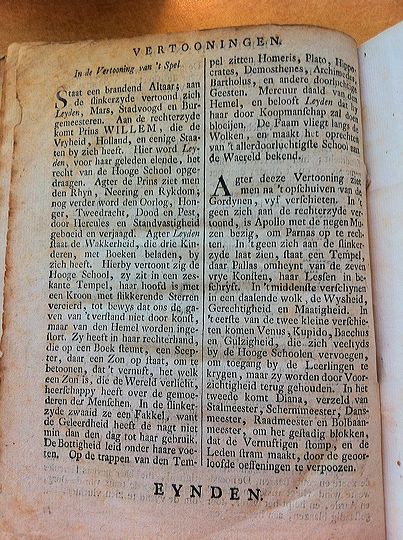 VERTOONINGEN.
In de Vertooning van 't Spel
Staat een brandend Altaar; aan
de slinkerzyde vertoond zich
Leyden, Mars, Stadvoogd en Bur-
gemeesteren. Aan de rechterzyde
komt Prins WILLEM, die de
Vryheid, Holland, en eenige Staa-
ten by zich heeft. Hier word Ley-
den, voor haar geleden elende, het
recht van de Hooge School opge-
draagen. Agter de Prins ziet men
den Rhyn, Neering en Rykdom;
nog verder word den Oorlog, Hon-
ger, Tweedracht, Dood en Pest,
door Hercules en Standvastigheid
geboeid en verjaard. Agter Leyden
staat de Wakkerheid, die drie Kin-
deren, met Boeken beladen, by
zich heeft. Hierby vertoont zig de
Hooge School, zy zit in een zes-
kante Tempel, haar hoofd is met
een Kroon met flikkerende Sterren
vercierd, tot bewys dat ons de gaa-
ven van 't verstand niet door konst,
maar van den Hemel worden inge-
stort. Zy heeft in haar rechterhand,
die op een Boek steunt, een Scep-
ter, daar een Zon op staat, om te
betoonen, dat 't vernuft, het welk
een Zon is, die de Wereld verlicht,
heerschappy heeft over de gemoe-
deren der Menschen. In de slinker-
zyde zwaaid ze een Fakkel, want
de Geleerdheid heeft de nagt niet
min dan den dag tot haar gebruik.
De Bottigheid leid onder haare voe-
ten. Op de trappen van den Tem-
pel zitten Homeris, Plato, Hippo-
crates, Demosthenes, Archimedes,
Bartholus, en andere doorluchtige
Geesten. Mercuur daald van den
Hemel, en belooft Leyden dat by
haar door Koopmanschap zal doen
bloeijen. De Faam vliegt langs de
Wolken, en maakt het oprechten
van 't allerdoorluchtigste School aan
de Waereld bekend.
Agter deeze Vertooning ziet
men na 't opschuiven van de
Gordynen, vyf verschieten. In 't
geen zich aan de rechterzyde ver-
toond, is Apollo met de negen Mu-
zen bezig, om Parnas op te rech-
ten. In 't geen zich aan de slinker-
zyde laat zien, staat een Tempel,
daar Pallas omheynt van de zeven
vrye Konsten, haar Lessen in be-
schryft. In 't middenste verschynen
in een daalende wolk, de Wysheid,
Gerechtigheid en Maatigheid. In
't eerste van de twee kleine verschie-
ten komen Venus, Kupido, Bacchus
en Gulzigheid, die zich veelryds
by de Hooge Schoolen vervoegen,
om toegang by de Leerlingen te
krygen, maar zy worden door Voor-
zichtigheid terug gehouden. In het
tweede komt Diana, verzeld van
Stalmeester, Schermmeester, Dans-
meester, Raadmeester en Bolbaan-
meester, om het gestadig blokken,
dat de Vernuftigen stomp, en de
Leden stram maakt, door de geoor-
loofde oeffeningen te verpoozen.
EYNDEN.